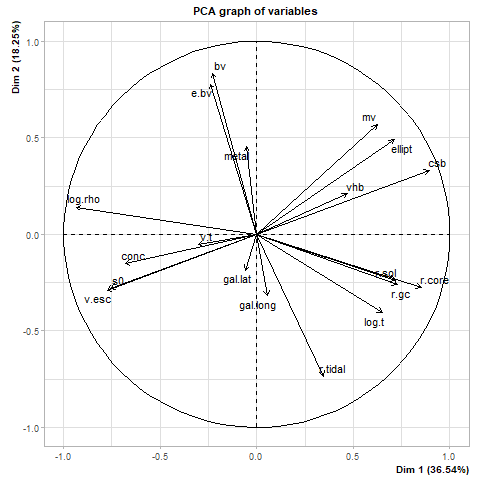 PCA graph of variables
Dim 2 (18.25%)
1.0
0.5
0.0
-0.5
-1.0
bv
e.bv
metal
mv
ellipt
csb
vhb
log.rho
v.t
conc
s0
v.esc
gal.lat
gal.long
r.sol
r.core
r.gc
log.t
r.tidal
-1.0 -0.5 0.0 0.5 1.0
Dim 1 (36.54%)